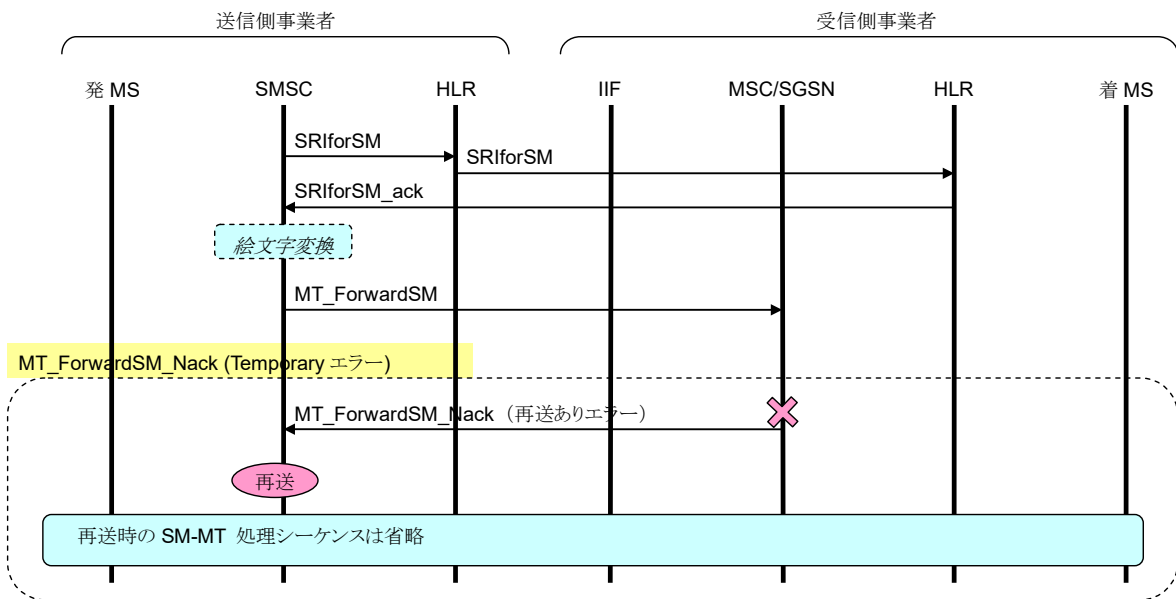 送信側事業者 受信側事業者
発 MS SMSC HLR IIF MSC/SGSN HLR 着 MS
SRIforSM
SRIforSM
SRIforSM_ack
絵文字変換
MT_ForwardSM
MT_ForwardSM_Nack (Temporary エラー)
MT_ForwardSM_Nack（再送ありエラー）
再送
再送時の SM-MT 処理シーケンスは省略